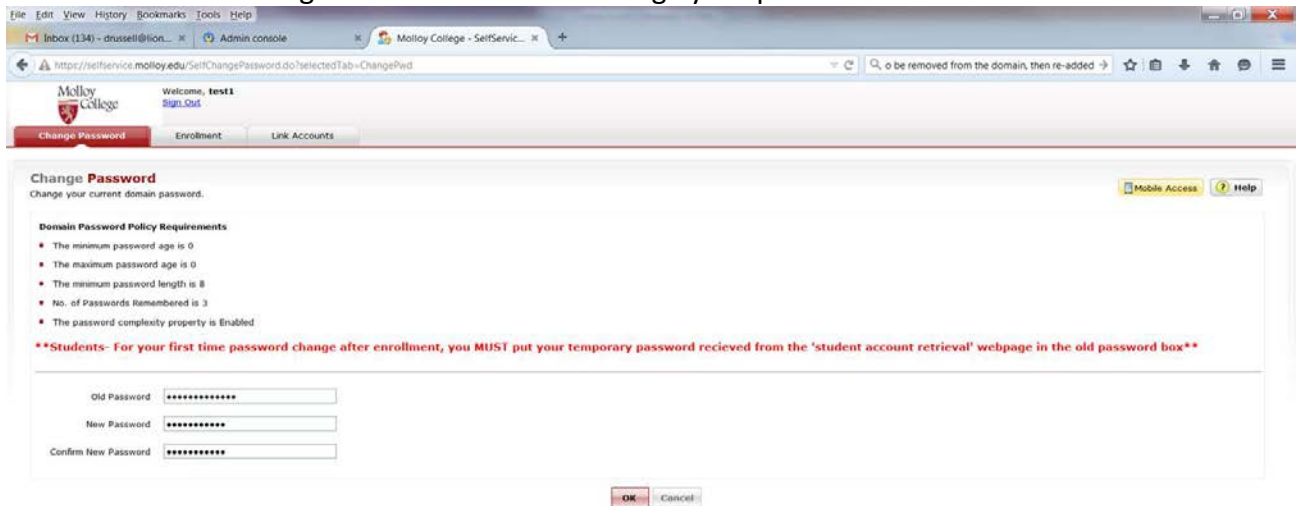 File Edit View History Bookmarks Tools Help
Inbox (134) - drussell@lion... × Admin console × Molloy College - SelfServic... × +
https://selfservice.molloy.edu/SelfChangePassword.do?selectedTab=ChangePwd o be removed from the domain, then re-added
Molloy College
Welcome, test1
Sign Out
Change Password Enrollment Link Accounts
Change Password
Mobile Access ? Help
Change your current domain password.
Domain Password Policy Requirements
• The minimum password age is 0
• The maximum password age is 0
• The minimum password length is 8
• No. of Passwords Remembered is 3
• The password complexity property is Enabled
**Students- For your first time password change after enrollment, you MUST put your temporary password recieved from the 'student account retrieval' webpage in the old password box**
Old Password •••••••••••••
New Password •••••••••••
Confirm New Password •••••••••••
OK Cancel